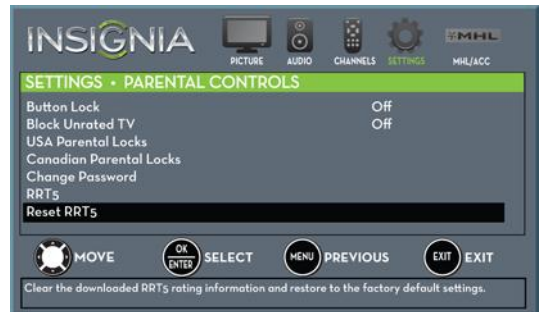 INSIGNIA
PICTURE AUDIO CHANNELS SETTINGS MHL/ACC
MHL
SETTINGS • PARENTAL CONTROLS
Button Lock Off
Block Unrated TV Off
USA Parental Locks
Canadian Parental Locks
Change Password
RRT5
Reset RRT5
MOVE OK ENTER SELECT MENU PREVIOUS EXIT EXIT
Clear the downloaded RRT5 rating information and restore to the factory default settings.